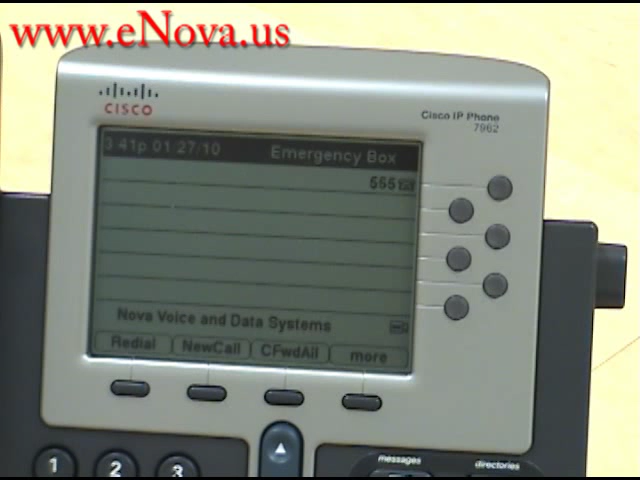 www.eNova.us
CISCO
Cisco IP Phone
7962
3 41p 01/27/10 Emergency Box
555
Nova Voice and Data Systems
Redial NewCall CFwdAll more
1 2 3
messages directories